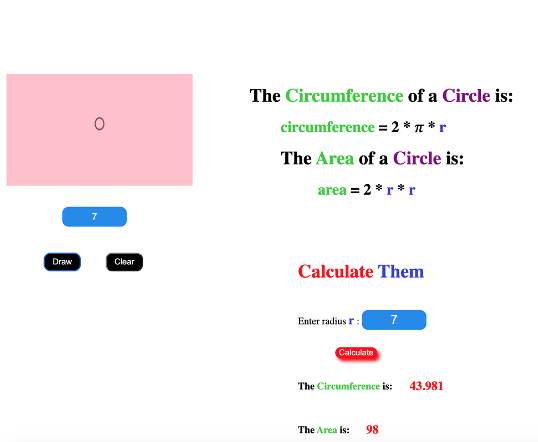 The Circumference of a Circle is:
circumference = 2 * π * r
The Area of a Circle is:
area = 2 * r * r
7
Draw
Clear
Calculate Them
Enter radius r : 7
Calculate
The Circumference is: 43.981
The Area is: 98